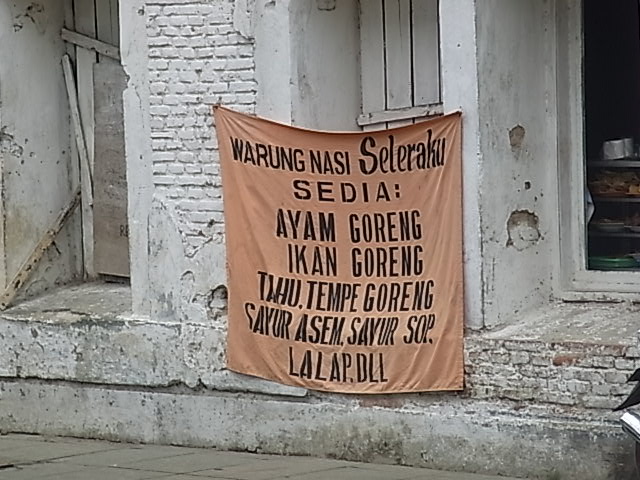 WARUNG NASI Seleraku
SEDIA:
AYAM GORENG
IKAN GORENG
TAHU, TEMPE GORENG
SAYUR ASEM, SAYUR SOP,
LALAP, DLL